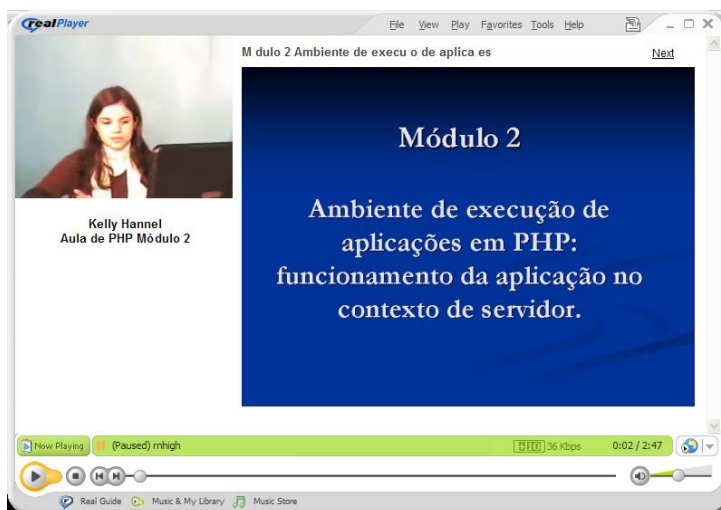 realPlayer
File View Play Favorites Tools Help
M dulo 2 Ambiente de execu o de aplica es
Next
Kelly Hannel
Aula de PHP Módulo 2
Módulo 2
Ambiente de execução de
aplicações em PHP:
funcionamento da aplicação no
contexto de servidor.
Now Playing
(Paused) rnhigh
36 Kbps
0:02 / 2:47
Real Guide
Music & My Library
Music Store